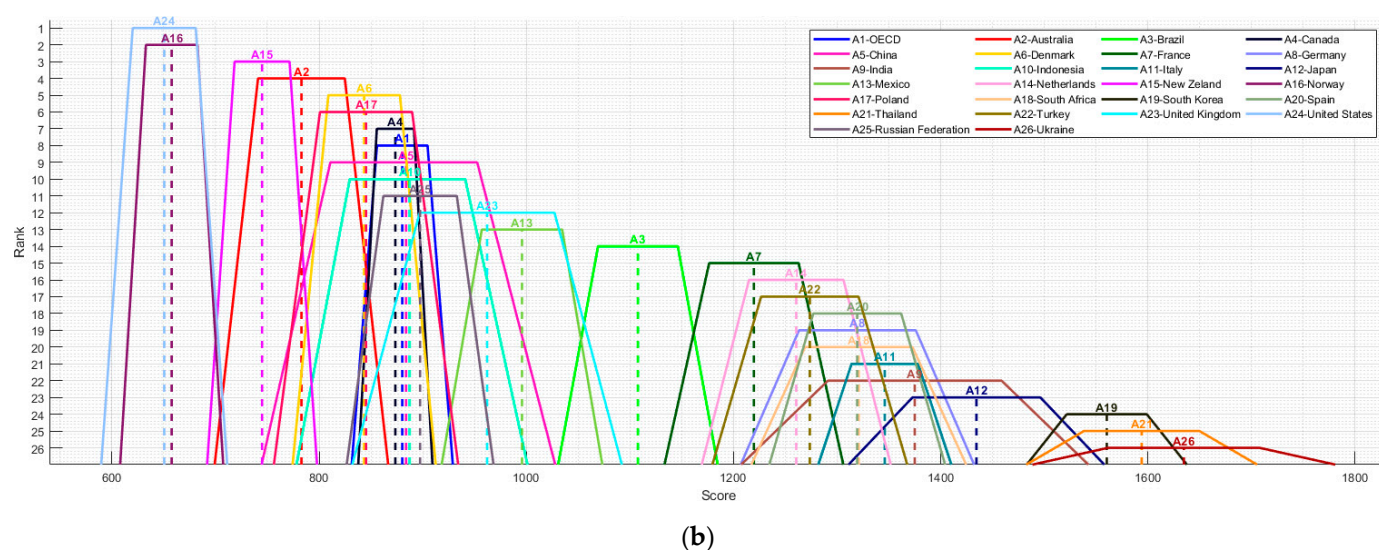 A24
A16
A15
A2
A6
A17
A4
A1
A5
A10
A25
A23
A13
A3
A7
A14
A22
A20
A8
A18
A11
A9
A12
A19
A21
A26
Rank
1
2
3
4
5
6
7
8
9
10
11
12
13
14
15
16
17
18
19
20
21
22
23
24
25
26
A1-OECD A2-Australia A3-Brazil A4-Canada
A5-China A6-Denmark A7-France A8-Germany
A9-India A10-Indonesia A11-Italy A12-Japan
A13-Mexico A14-Netherlands A15-New Zeland A16-Norway
A17-Poland A18-South Africa A19-South Korea A20-Spain
A21-Thailand A22-Turkey A23-United Kingdom A24-United States
A25-Russian Federation A26-Ukraine
600 800 1000 1200 1400 1600 1800
Score
(b)